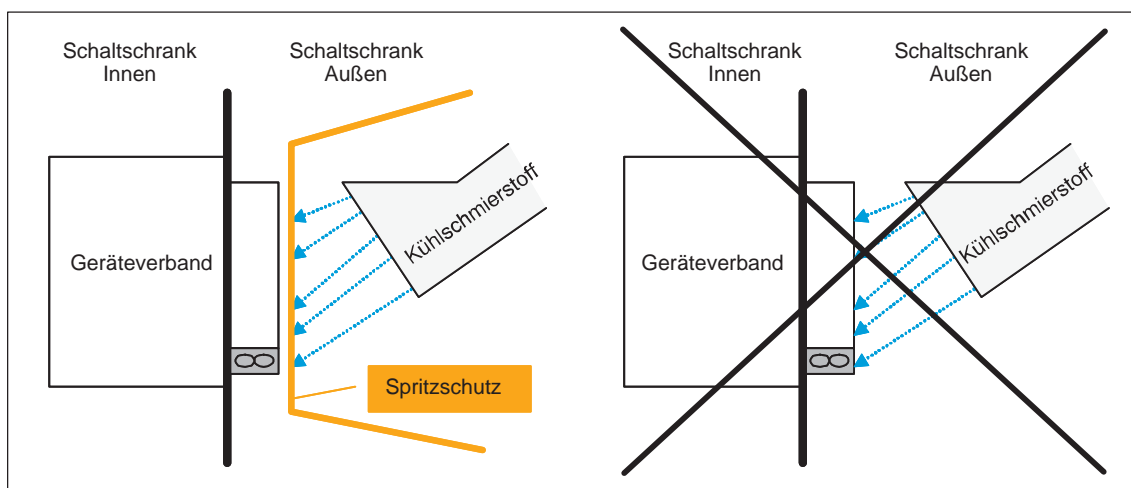 Schaltschrank
Innen
Schaltschrank
Außen
Geräteverband
Kühlschmierstoff
Spritzschutz
Schaltschrank
Innen
Schaltschrank
Außen
Geräteverband
Kühlschmierstoff